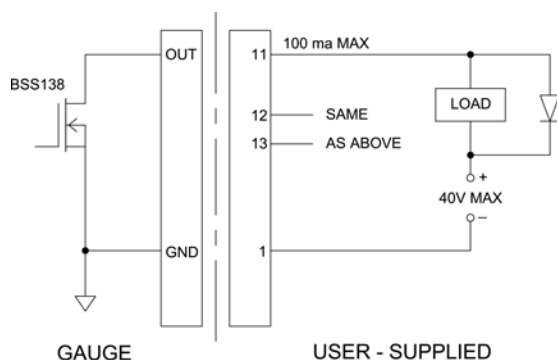 OUT
11
100 ma MAX
BSS138
LOAD
12
SAME
13
AS ABOVE
+
40V MAX
–
GND
1
GAUGE
USER - SUPPLIED